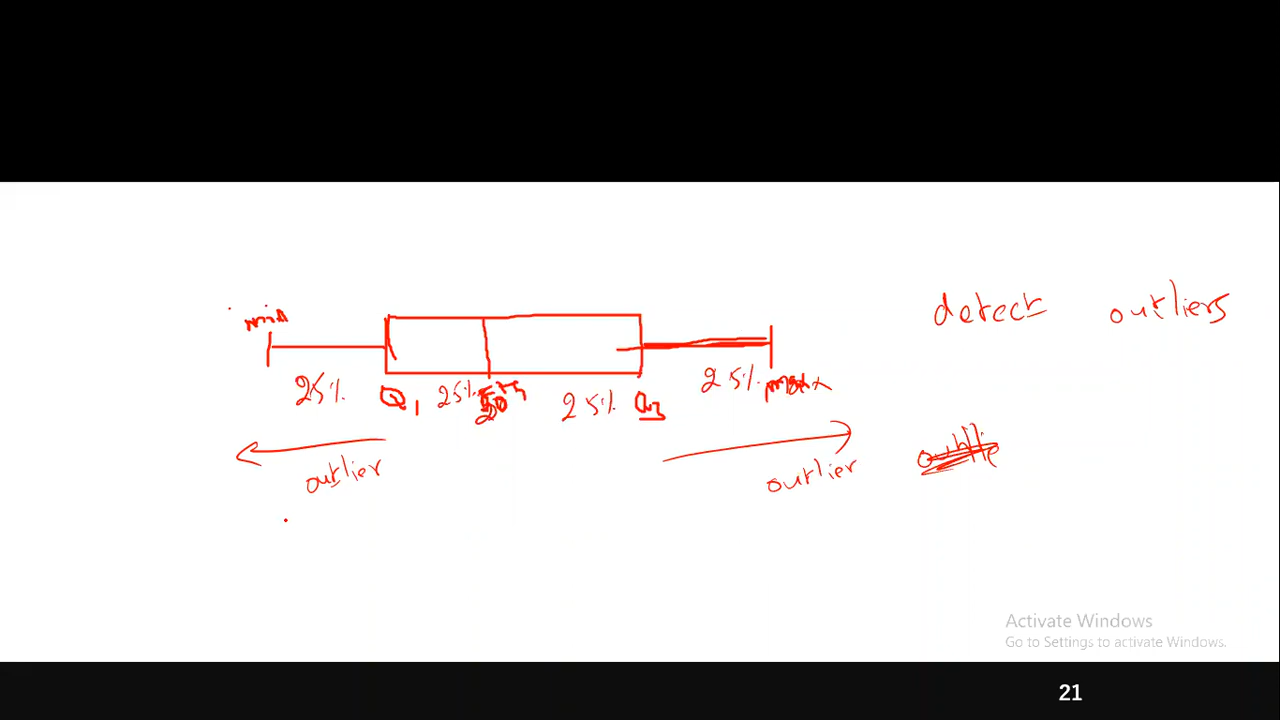 min
detect outliers
25% Q1 25% 50th 25% Q3 25% max
outlier outlier
Activate Windows
Go to Settings to activate Windows.
21